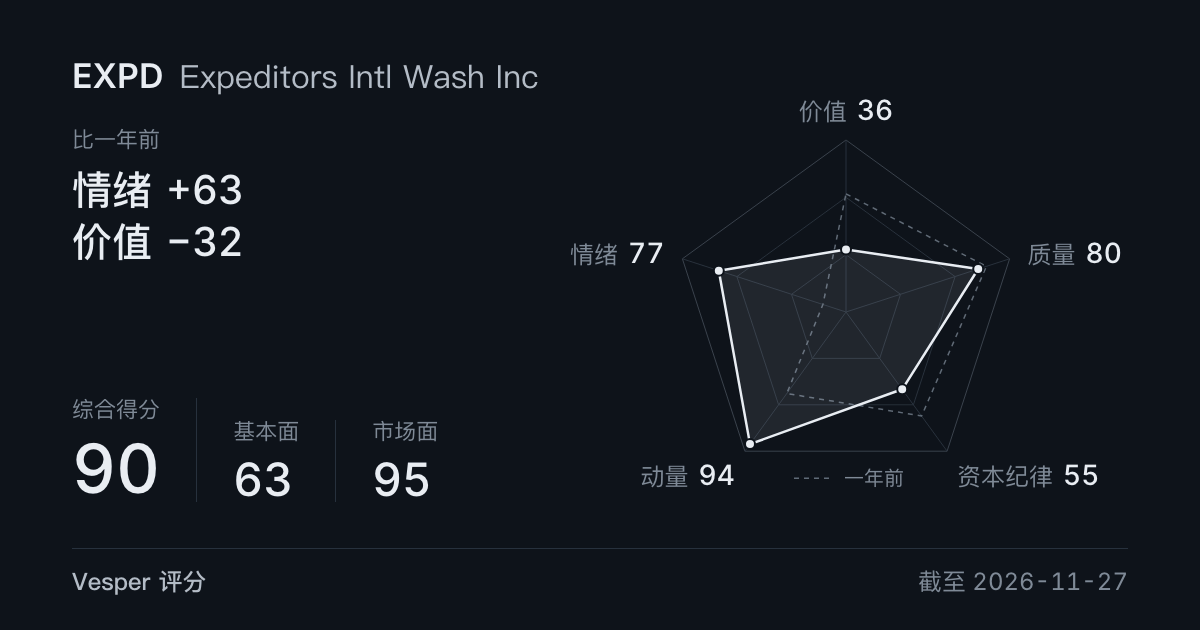 EXPD Expeditors Intl Wash Inc
比一年前
情绪 +63
价值 −32
综合得分
90
基本面
63
市场面
95
价值 36
质量 80
资本纪律 55
动量 94
情绪 77
一年前
Vesper 评分
截至 2026-11-27